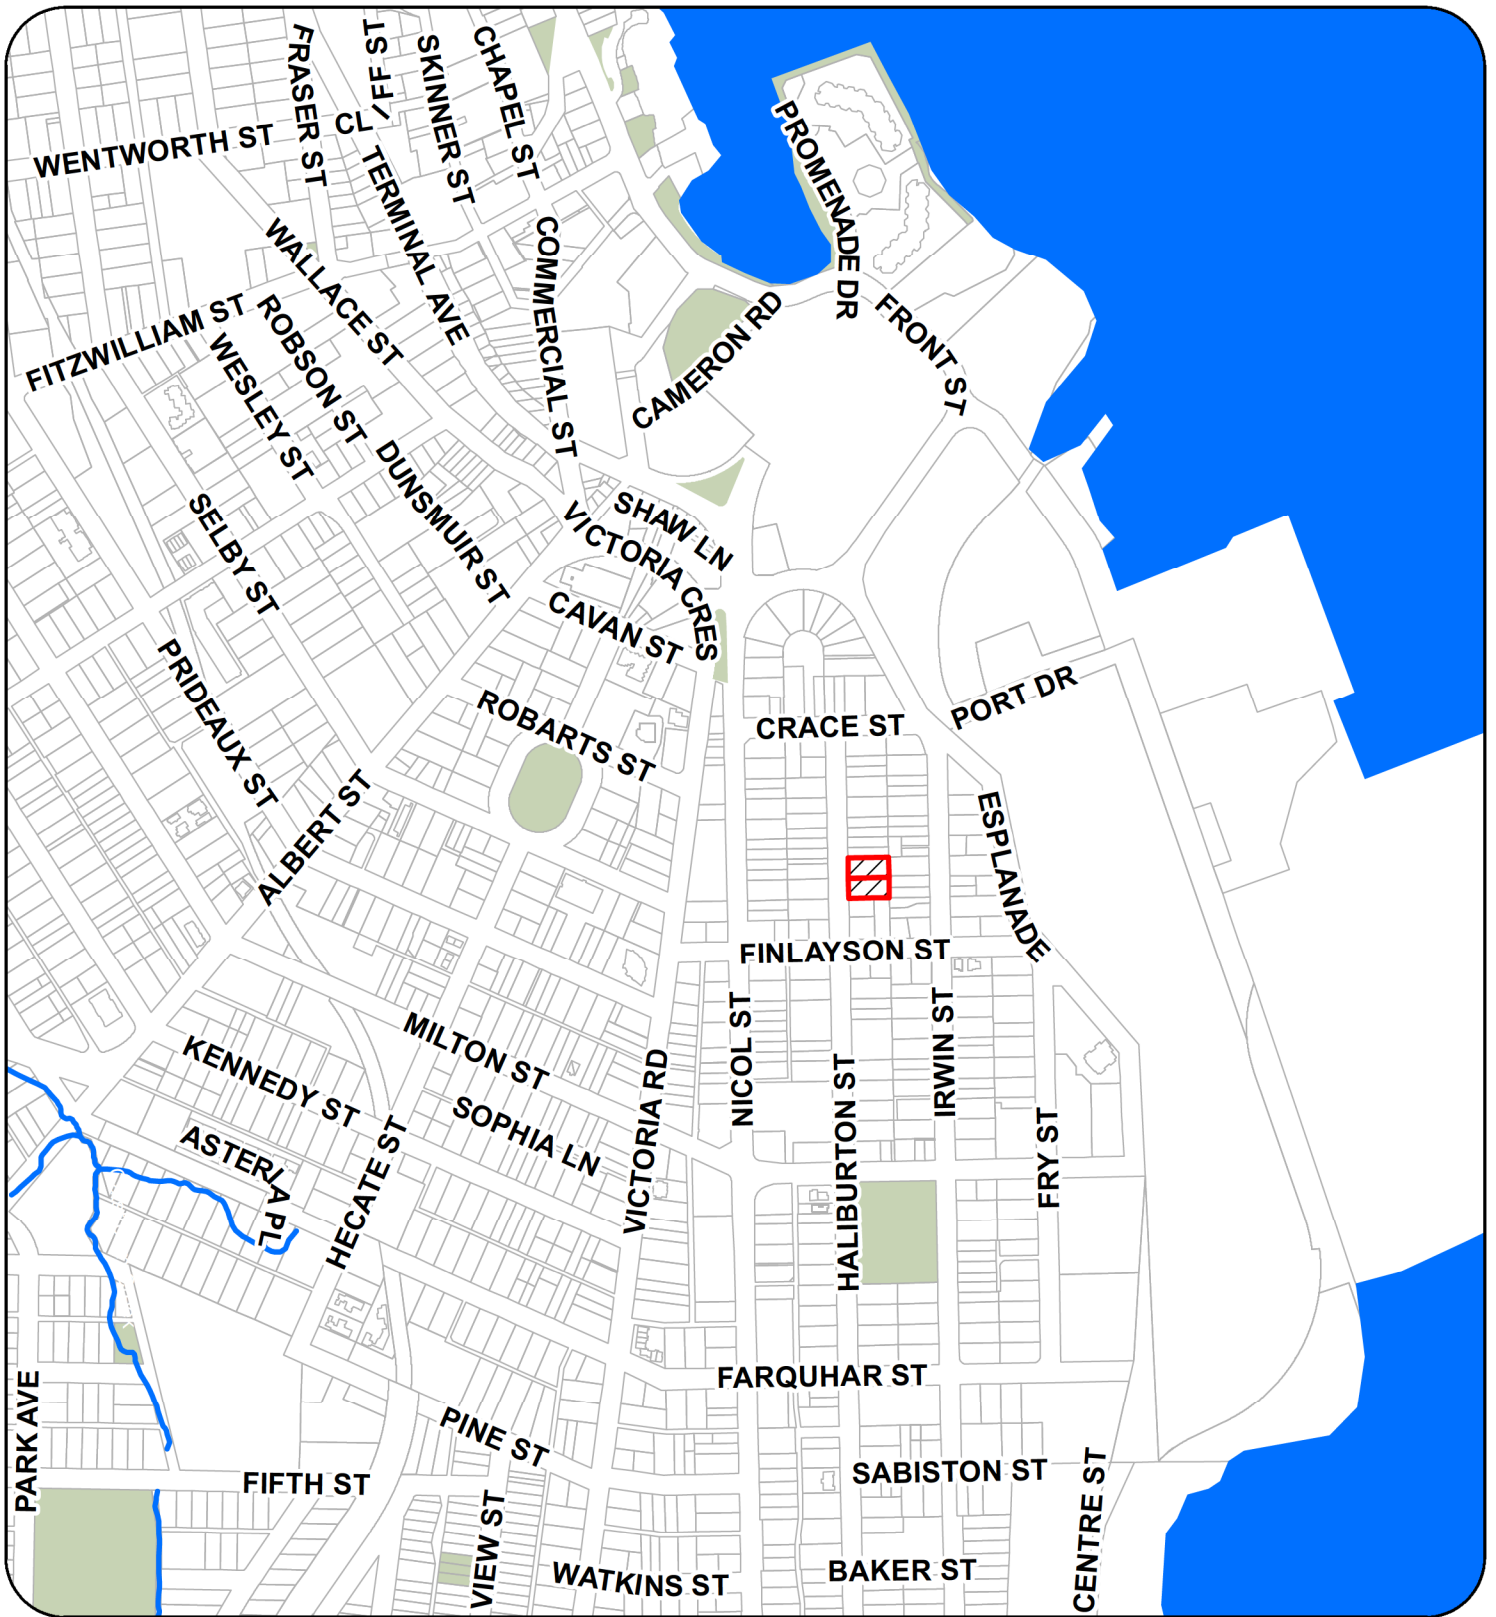 FRASER ST
CLIFF ST
SKINNER ST
CHAPEL ST
WENTWORTH ST
PROMENADE DR
TERMINAL AVE
WALLACE ST
COMMERCIAL ST
FITZWILLIAM ST
ROBSON ST
WESLEY ST
CAMERON RD
FRONT ST
DUNSMUIR ST
SELBY ST
SHAW LN
VICTORIA CRES
CAVAN ST
PRIDEAUX ST
ROBARTS ST
PORT DR
CRACE ST
ALBERT ST
ESPLANADE
FINLAYSON ST
MILTON ST
NICOL ST
IRWIN ST
KENNEDY ST
SOPHIA LN
VICTORIA RD
HALIBURTON ST
FRY ST
ASTERIA PL
HECATE ST
FARQUHAR ST
PARK AVE
PINE ST
FIFTH ST
SABISTON ST
VIEW ST
CENTRE ST
WATKINS ST
BAKER ST